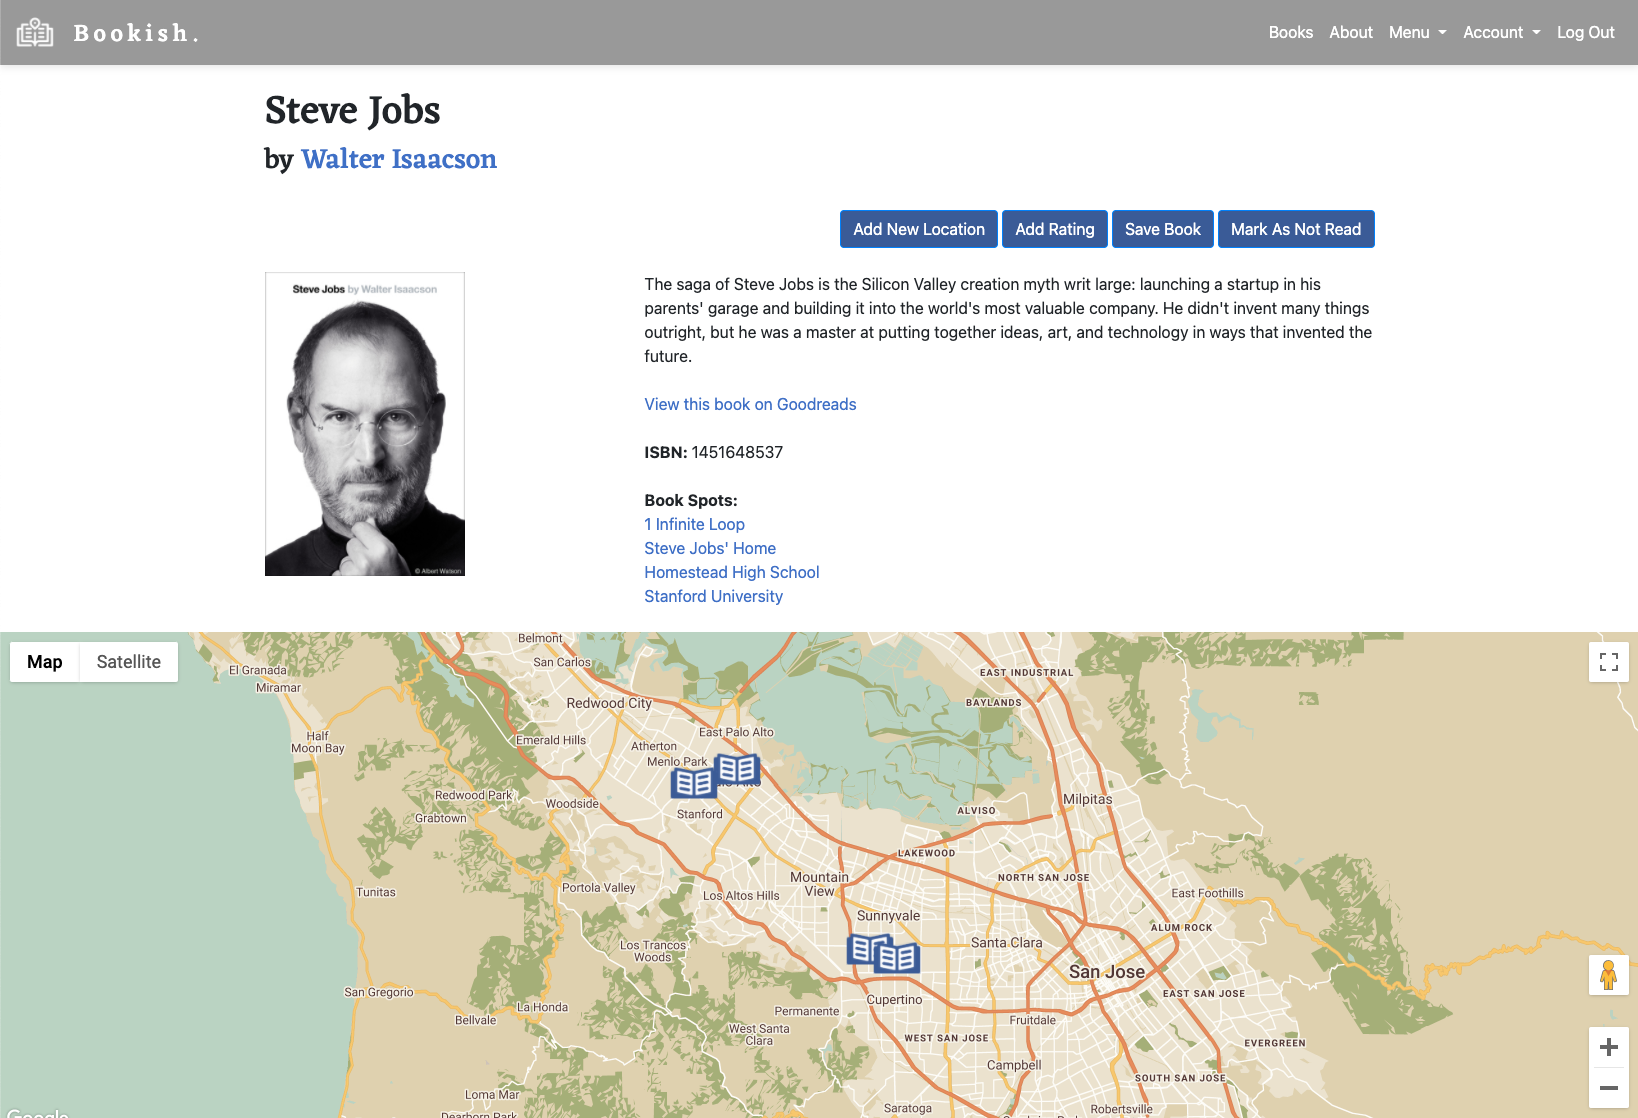 Bookish.
Books About Menu Account Log Out
Steve Jobs
by Walter Isaacson
Add New Location Add Rating Save Book Mark As Not Read
Steve Jobs by Walter Isaacson
© Albert Watson
The saga of Steve Jobs is the Silicon Valley creation myth writ large: launching a startup in his
parents' garage and building it into the world's most valuable company. He didn't invent many things
outright, but he was a master at putting together ideas, art, and technology in ways that invented the
future.
View this book on Goodreads
ISBN: 1451648537
Book Spots:
1 Infinite Loop
Steve Jobs' Home
Homestead High School
Stanford University
Map Satellite
Belmont
San Carlos
El Granada
Miramar
EAST INDUSTRIAL
BAYLANDS
Redwood City
Half
Moon Bay
Emerald Hills
Atherton
East Palo Alto
Menlo Park
Redwood Park
Woodside
Grabtown
Stanford
Milpitas
ALVISO
LAKEWOOD
Mountain
View
NORTH SAN JOSE
Portola Valley
Los Altos Hills
Tunitas
East Foothills
Sunnyvale
ALUM ROCK
Los Trancos
Woods
Santa Clara
San Jose
San Gregorio
Cupertino
EAST SAN JOSE
La Honda
Bellvale
Permanente
Fruitdale
West Santa
Clara
WEST SAN JOSE
EVERGREEN
Campbell
SOUTH SAN JOSE
Loma Mar
Saratoga
Robertsville
Dearborn Park
Google